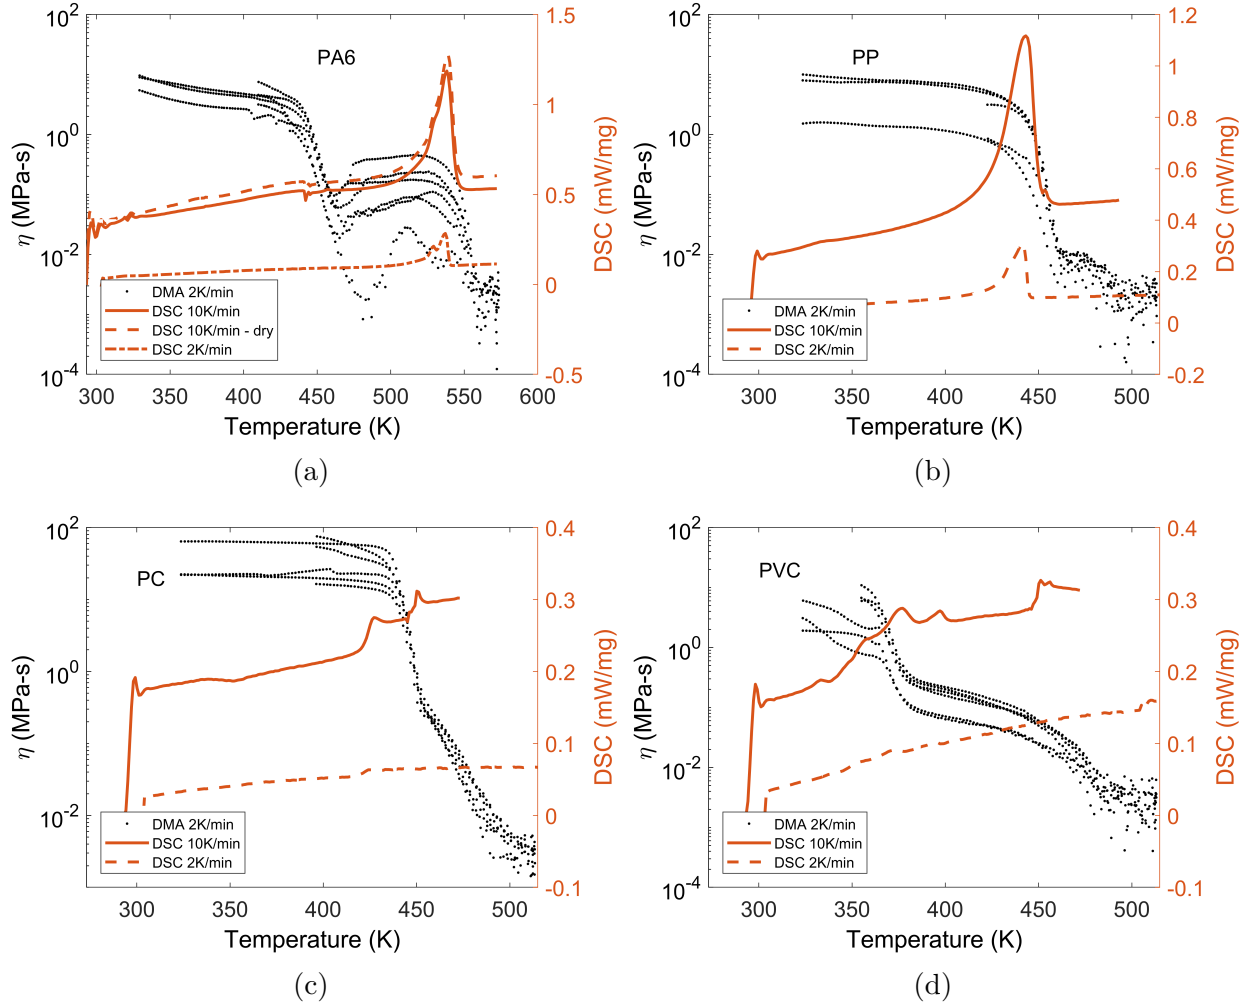 PA6
10^2
10^0
10^-2
10^-4
η (MPa-s)
1.5
1
0.5
0
-0.5
DSC (mW/mg)
DMA 2K/min
DSC 10K/min
DSC 10K/min - dry
DSC 2K/min
300 350 400 450 500 550 600
Temperature (K)
(a)
PP
10^2
10^0
10^-2
10^-4
η (MPa-s)
1.2
1
0.8
0.6
0.4
0.2
0
-0.2
DSC (mW/mg)
DMA 2K/min
DSC 10K/min
DSC 2K/min
300 350 400 450 500
Temperature (K)
(b)
PC
10^2
10^0
10^-2
η (MPa-s)
0.4
0.3
0.2
0.1
0
-0.1
DSC (mW/mg)
DMA 2K/min
DSC 10K/min
DSC 2K/min
300 350 400 450 500
Temperature (K)
(c)
PVC
10^2
10^0
10^-2
10^-4
η (MPa-s)
0.4
0.3
0.2
0.1
0
-0.1
DSC (mW/mg)
DMA 2K/min
DSC 10K/min
DSC 2K/min
300 350 400 450 500
Temperature (K)
(d)